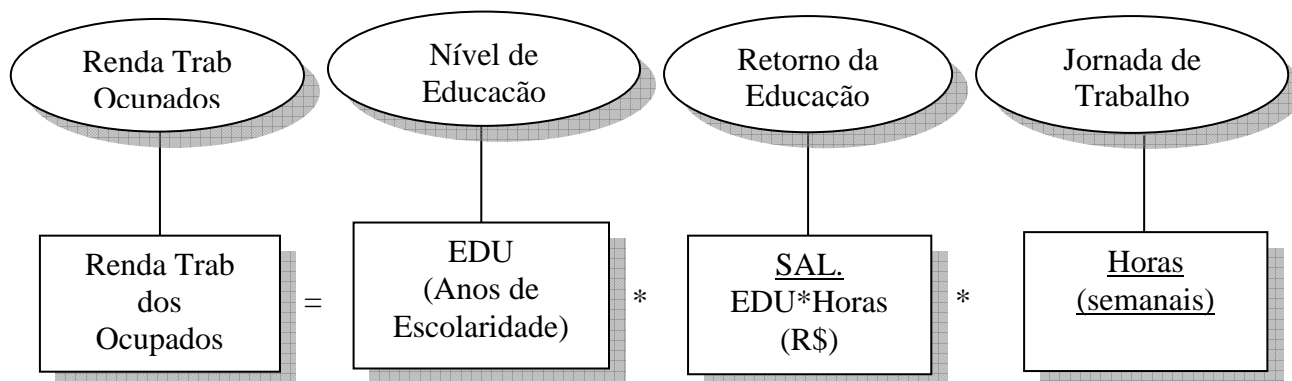 Renda Trab
Ocupados
Nível de
Educação
Retorno da
Educação
Jornada de
Trabalho
Renda Trab
dos
Ocupados
=
EDU
(Anos de
Escolaridade)
*
SAL.
EDU*Horas
(R$)
*
Horas
(semanais)